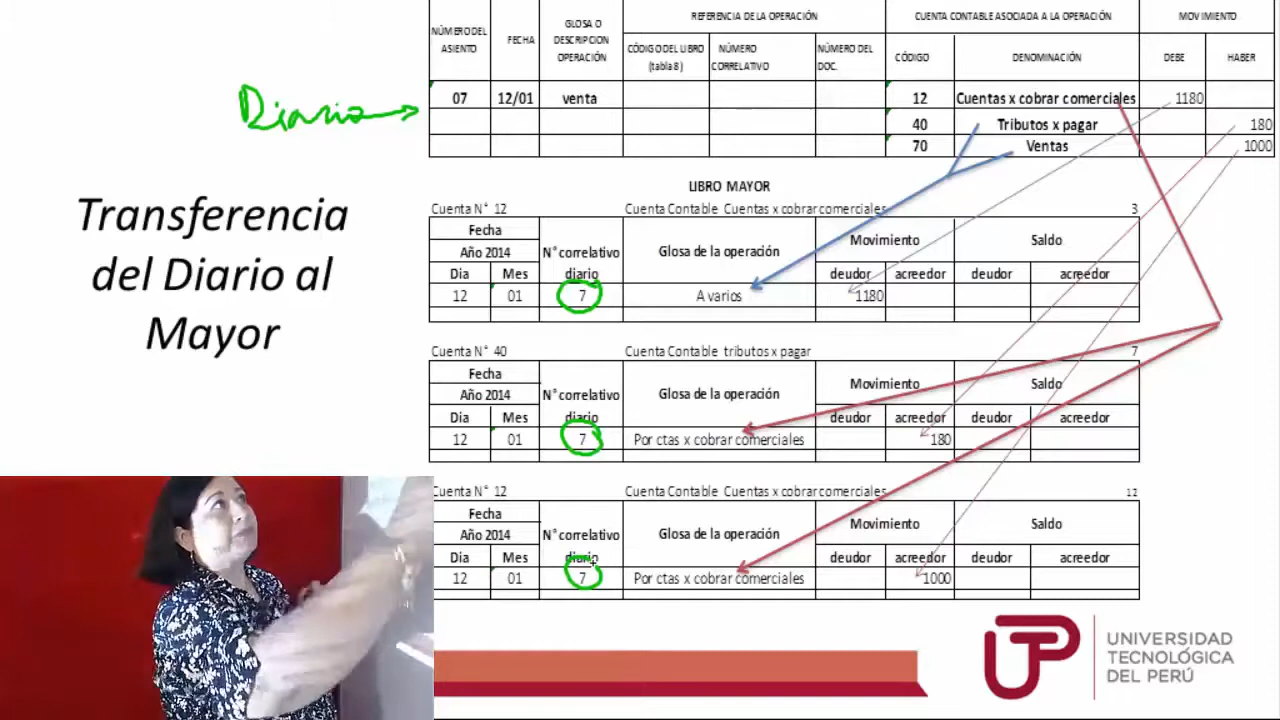 NÚMERO DEL ASIENTO FECHA GLOSA O DESCRIPCION OPERACIÓN REFERENCIA DE LA OPERACIÓN CUENTA CONTABLE ASOCIADA A LA OPERACIÓN MOVIMIENTO
CÓDIGO DEL LIBRO (tabla 8) NÚMERO CORRELATIVO NÚMERO DEL DOC. CÓDIGO DENOMINACIÓN DEBE HABER
07 12/01 venta 12 Cuentas x cobrar comerciales 1180
40 Tributos x pagar 180
70 Ventas 1000
Diario
Transferencia
del Diario al
Mayor
LIBRO MAYOR
Cuenta N° 12 Cuenta Contable Cuentas x cobrar comerciales 3
Fecha
Año 2014 N° correlativo diario Glosa de la operación Movimiento Saldo
Dia Mes deudor acreedor deudor acreedor
12 01 7 A varios 1180
Cuenta N° 40 Cuenta Contable tributos x pagar 7
Fecha
Año 2014 N° correlativo diario Glosa de la operación Movimiento Saldo
Dia Mes deudor acreedor deudor acreedor
12 01 7 Por ctas x cobrar comerciales 180
Cuenta N° 12 Cuenta Contable Cuentas x cobrar comerciales 12
Fecha
Año 2014 N° correlativo diario Glosa de la operación Movimiento Saldo
Dia Mes deudor acreedor deudor acreedor
12 01 7 Por ctas x cobrar comerciales 1000
UTP
UNIVERSIDAD
TECNOLÓGICA
DEL PERÚ